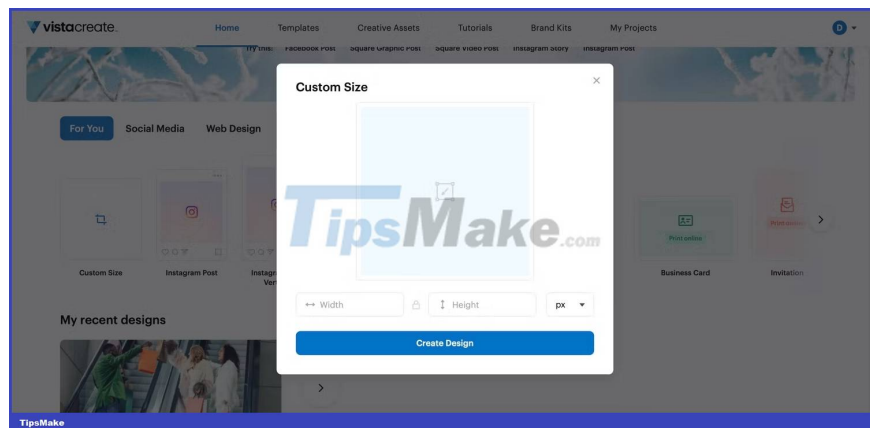 vistacreate
Home
Templates
Creative Assets
Tutorials
Brand Kits
My Projects
D
Try this:
Facebook Post
Square Graphic Post
Square Video Post
Instagram Story
Instagram Post
Custom Size
For You
Social Media
Web Design
TipsMake.com
Print online
Custom Size
Instagram Post
Business Card
Invitation
Width
Height
px
My recent designs
Create Design
TipsMake